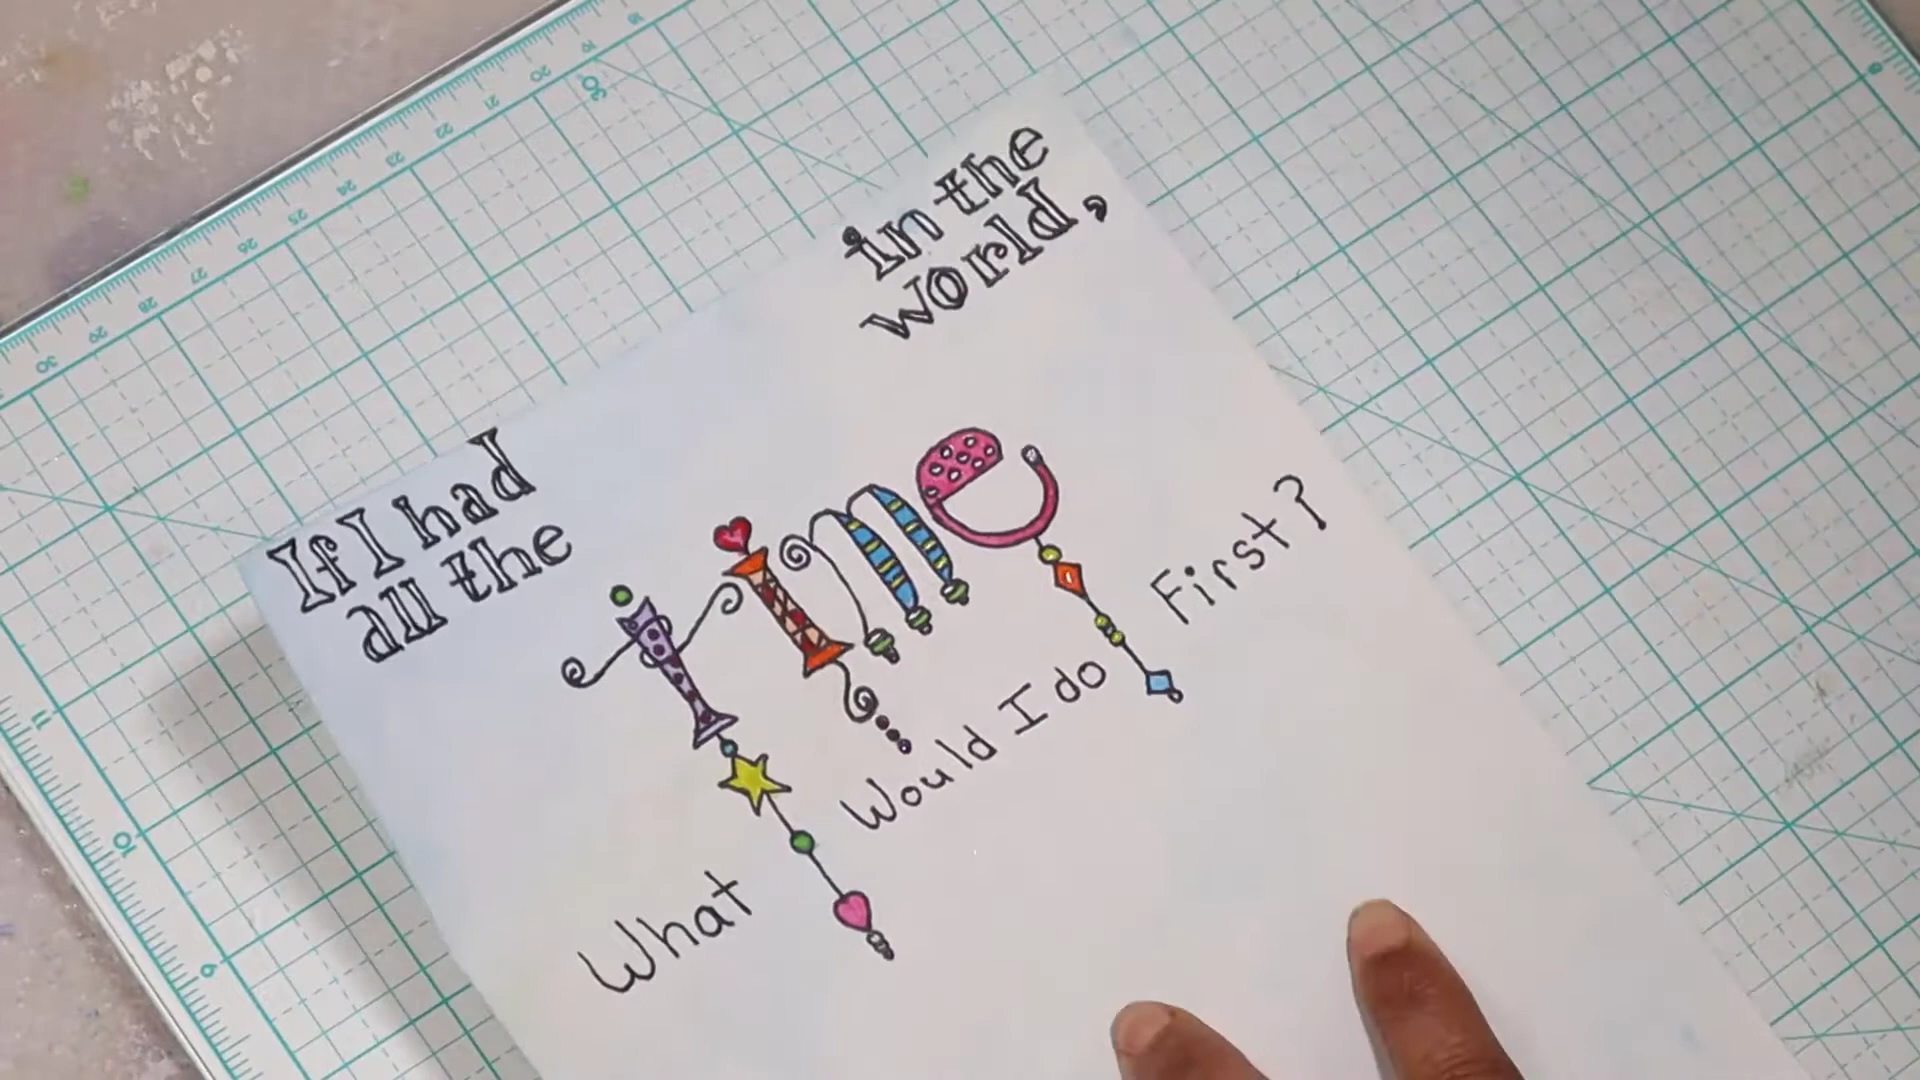 If I had
all the
time
in the
world,
What
Would I do
First?